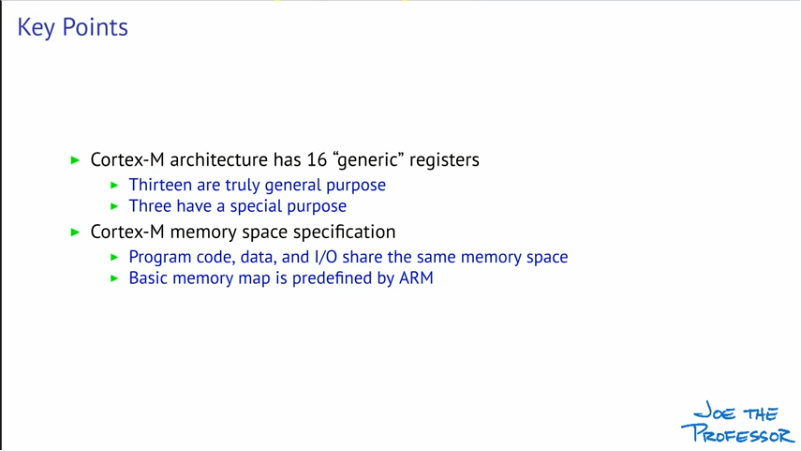 Key Points
Cortex-M architecture has 16 “generic” registers
Thirteen are truly general purpose
Three have a special purpose
Cortex-M memory space specification
Program code, data, and I/O share the same memory space
Basic memory map is predefined by ARM
JOE THE
PROFESSOR